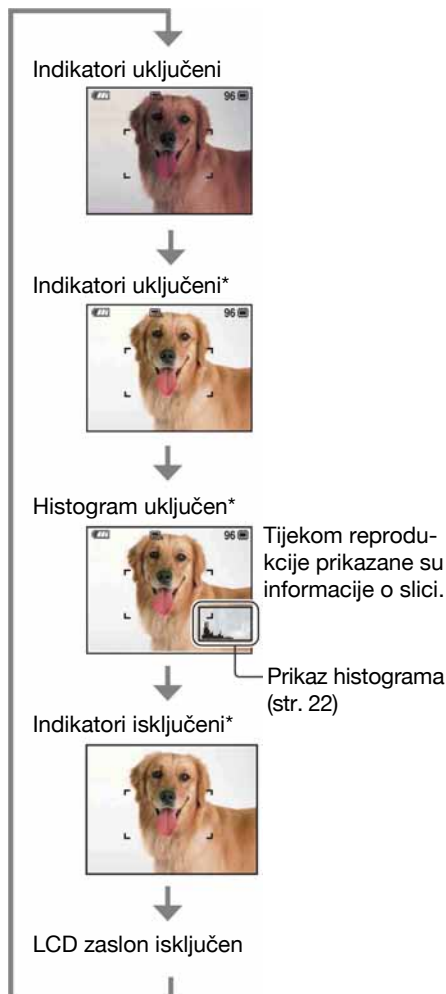 Indikatori uključeni
96
Indikatori uključeni*
96
Histogram uključen*
96
Tijekom reprodu-
kcije prikazane su
informacije o slici.
Prikaz histograma
(str. 22)
Indikatori isključeni*
LCD zaslon isključen